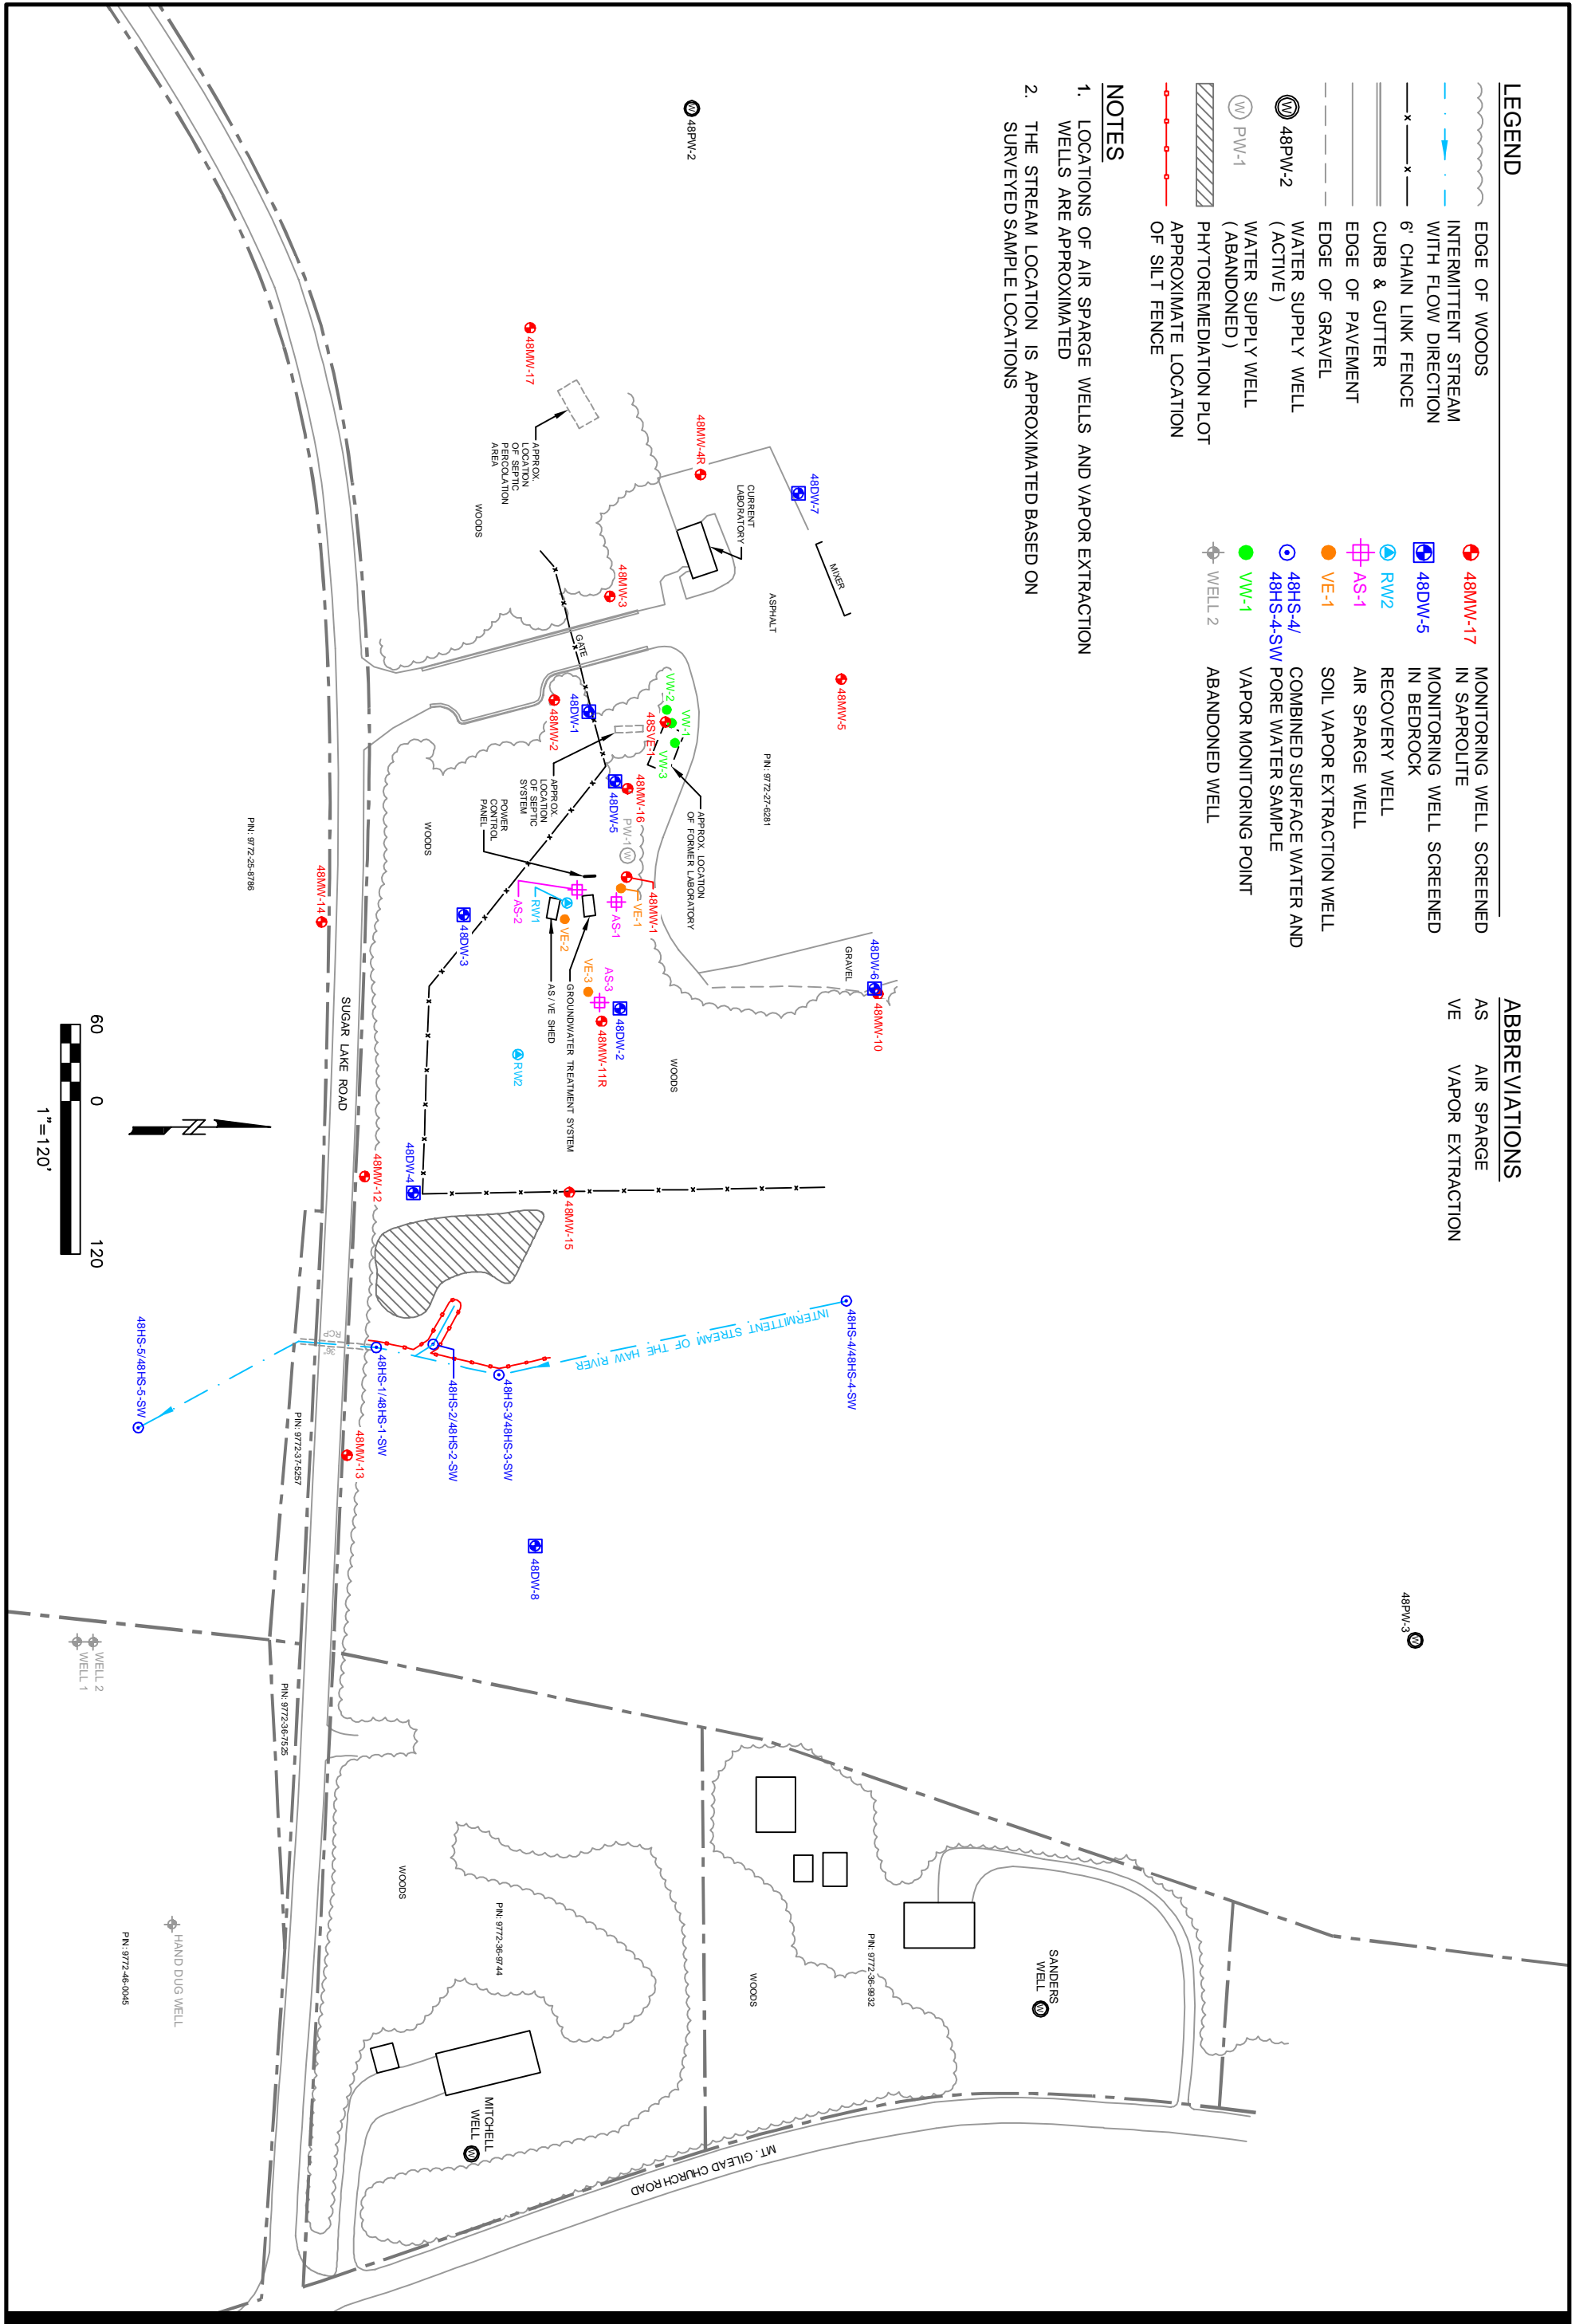 LEGEND
EDGE OF WOODS
INTERMITTENT STREAM
WITH FLOW DIRECTION
6' CHAIN LINK FENCE
CURB & GUTTER
EDGE OF PAVEMENT
EDGE OF GRAVEL
48PW-2
WATER SUPPLY WELL
(ACTIVE)
W PW-1
WATER SUPPLY WELL
(ABANDONED)
PHYTOREMEDIATION PLOT
APPROXIMATE LOCATION
OF SILT FENCE
48MW-17
MONITORING WELL SCREENED
IN SAPROLITE
48DW-5
MONITORING WELL SCREENED
IN BEDROCK
RW2
RECOVERY WELL
AS-1
AIR SPARGE WELL
VE-1
SOIL VAPOR EXTRACTION WELL
48HS-4/
48HS-4-SW
COMBINED SURFACE WATER AND
PORE WATER SAMPLE
VW-1
VAPOR MONITORING POINT
WELL 2
ABANDONED WELL
ABBREVIATIONS
AS AIR SPARGE
VE VAPOR EXTRACTION
NOTES
1. LOCATIONS OF AIR SPARGE WELLS AND VAPOR EXTRACTION
WELLS ARE APPROXIMATED
2. THE STREAM LOCATION IS APPROXIMATED BASED ON
SURVEYED SAMPLE LOCATIONS
W 48PW-2
48PW-3
W
48DW-7
MIXER
ASPHALT
48MW-5
PIN: 9772-27-6281
48DW-6
48MW-10
GRAVEL
48HS-4/48HS-4-SW
INTERMITTENT STREAM OF THE HAW RIVER
48MW-4R
CURRENT
LABORATORY
48MW-3
GATE
VW-2
VW-1
VW-3
48SVE-1
APPROX. LOCATION
OF FORMER LABORATORY
48MW-17
APPROX.
LOCATION
OF SEPTIC
PERCOLATION
AREA
WOODS
48MW-2
48DW-1
APPROX.
LOCATION
OF SEPTIC
SYSTEM
48DW-5
48MW-16
PW-1 W
POWER
CONTROL
PANEL
48MW-1
VE-1
AS-1
AS-2
RW1
VE-2
AS-3
VE-3
48DW-2
48MW-11R
GROUNDWATER TREATMENT SYSTEM
AS / VE SHED
RW2
WOODS
48DW-3
WOODS
48MW-15
48DW-4
48MW-12
48MW-14
PIN: 9772-25-8786
SUGAR LAKE ROAD
48HS-3/48HS-3-SW
48HS-2/48HS-2-SW
48HS-1/48HS-1-SW
RCP
48HS-5/48HS-5-SW
48MW-13
PIN: 9772-37-5257
48DW-8
WELL 2
WELL 1
PIN: 9772-36-7525
HAND DUG WELL
PIN: 9772-46-0045
WOODS
PIN: 9772-36-9744
MITCHELL
WELL
W
WOODS
PIN: 9772-36-9932
SANDERS
WELL
W
MT. GILEAD CHURCH ROAD
60 0 120
1"=120'